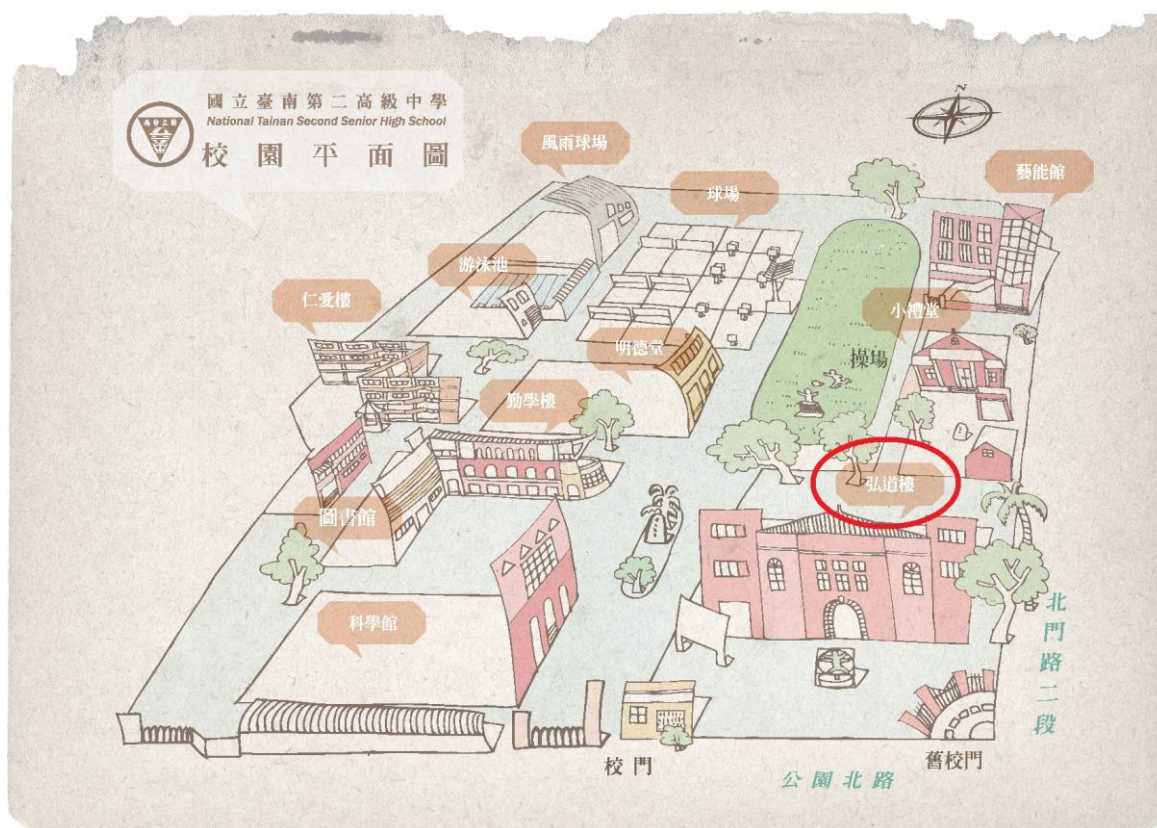 國立臺南第二高級中學
National Tainan Second Senior High School
校園平面圖
N
風雨球場
球場
藝能館
游泳池
仁愛樓
小禮堂
明德堂
操場
勤學樓
弘道樓
圖書館
科學館
北門路二段
校門
舊校門
公園北路